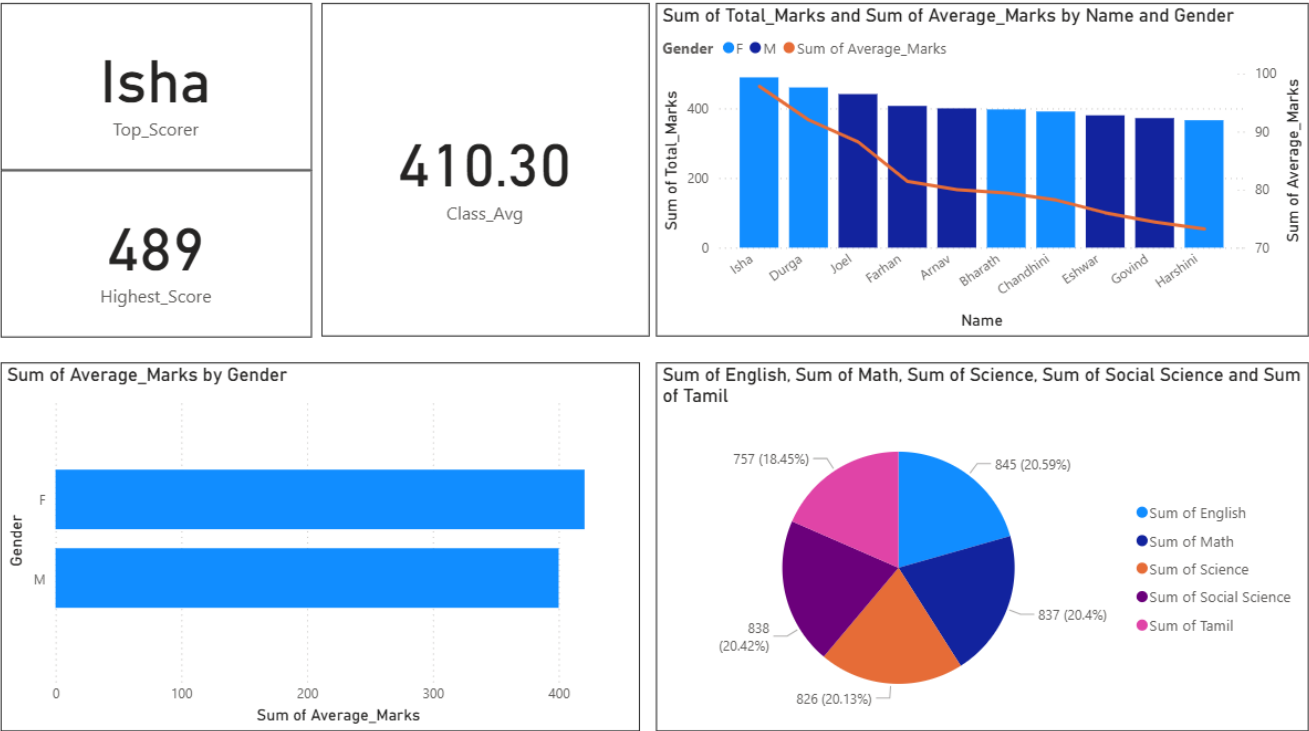 Isha
Top_Scorer
489
Highest_Score
410.30
Class_Avg
Sum of Total_Marks and Sum of Average_Marks by Name and Gender
Gender F M Sum of Average_Marks
Sum of Total_Marks
400
200
0
100
90
80
70
Sum of Average_Marks
Isha
Durga
Joel
Farhan
Arnav
Bharath
Chandhini
Eshwar
Govind
Harshini
Name
Sum of Average_Marks by Gender
Gender
F
M
0 100 200 300 400
Sum of Average_Marks
Sum of English, Sum of Math, Sum of Science, Sum of Social Science and Sum
of Tamil
757 (18.45%)
845 (20.59%)
837 (20.4%)
826 (20.13%)
838
(20.42%)
Sum of English
Sum of Math
Sum of Science
Sum of Social Science
Sum of Tamil